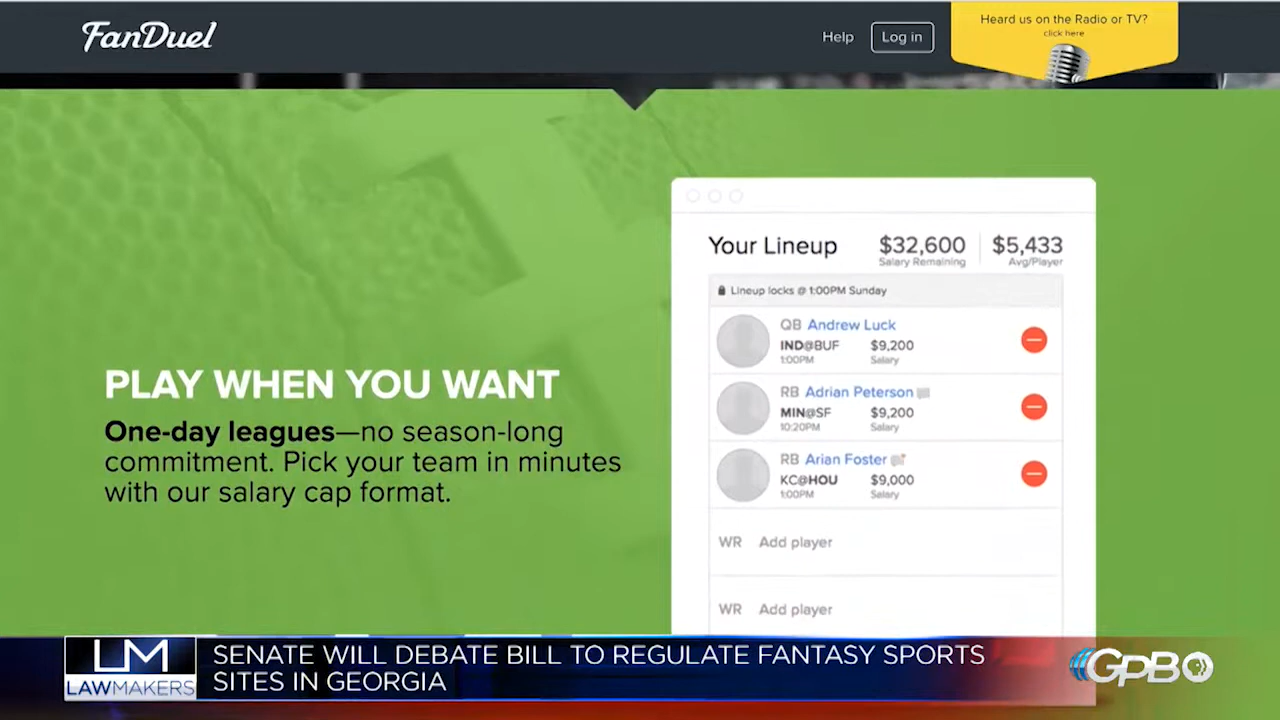 FanDuel
Help
Log in
Heard us on the Radio or TV?
click here
Your Lineup
$32,600
Salary Remaining
$5,433
Avg/Player
Lineup locks @ 1:00PM Sunday
QB Andrew Luck
IND@BUF
$9,200
1:00PM
Salary
RB Adrian Peterson
MIN@SF
$9,200
10:20PM
Salary
RB Arian Foster
KC@HOU
$9,000
1:00PM
Salary
WR Add player
WR Add player
PLAY WHEN YOU WANT
One-day leagues—no season-long
commitment. Pick your team in minutes
with our salary cap format.
LM
LAWMAKERS
SENATE WILL DEBATE BILL TO REGULATE FANTASY SPORTS
SITES IN GEORGIA
GPB